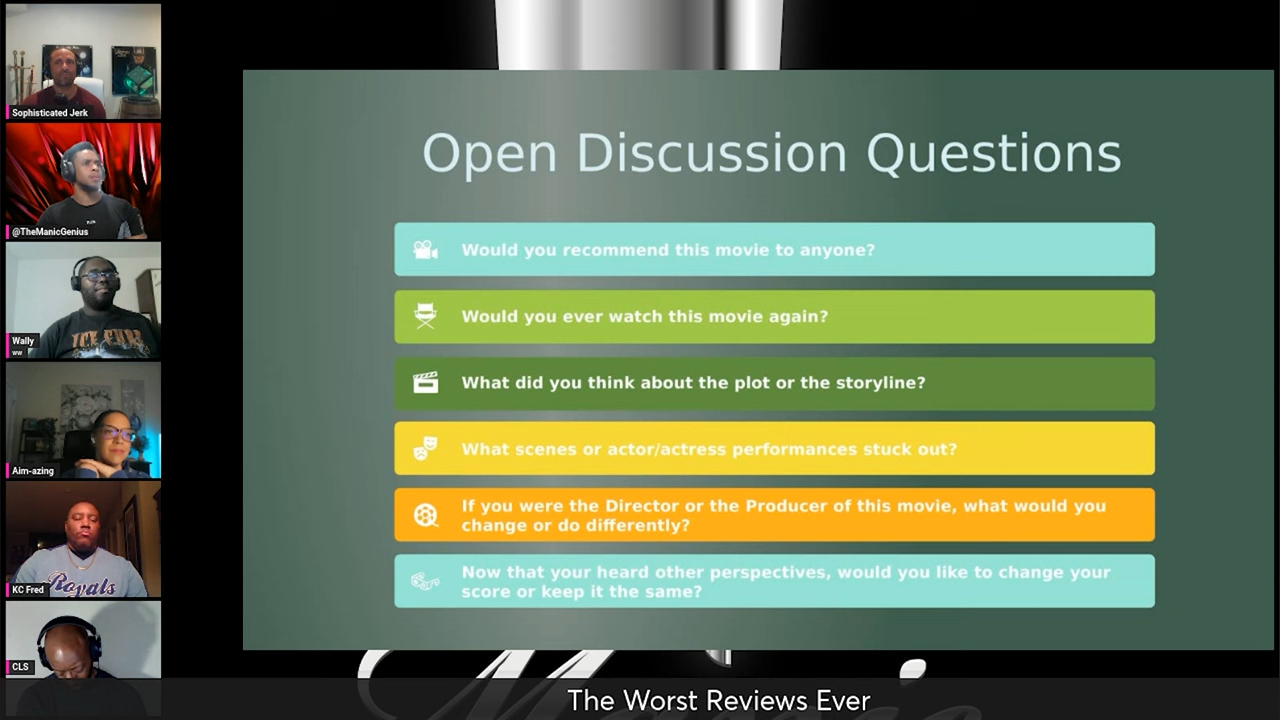 Sophisticated Jerk
@TheManicGenius
Wally
ww
ICE CUBE
Aim-azing
KC Fred
Royals
CLS
Open Discussion Questions
Would you recommend this movie to anyone?
Would you ever watch this movie again?
What did you think about the plot or the storyline?
What scenes or actor/actress performances stuck out?
If you were the Director or the Producer of this movie, what would you
change or do differently?
Now that your heard other perspectives, would you like to change your
score or keep it the same?
The Worst Reviews Ever